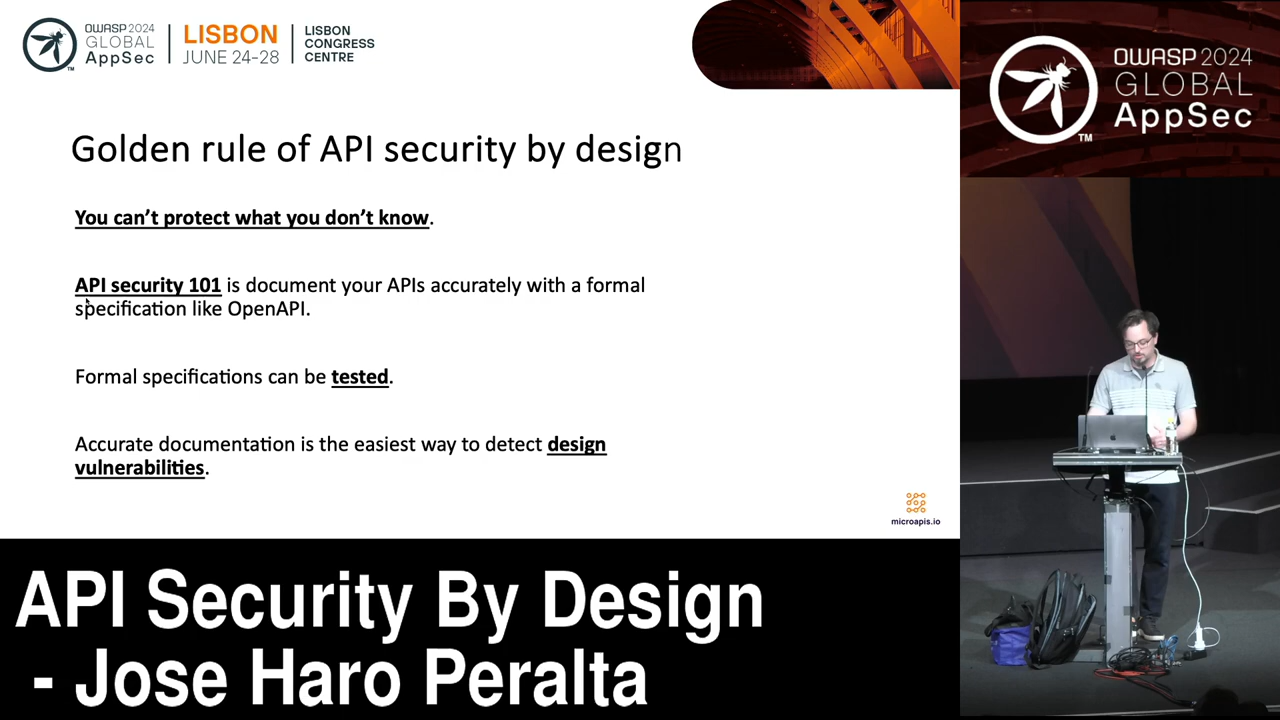 OWASP 2024
GLOBAL
AppSec
LISBON
JUNE 24-28
LISBON
CONGRESS
CENTRE
OWASP 2024
GLOBAL
AppSec
TM
Golden rule of API security by design
You can't protect what you don't know.
API security 101 is document your APIs accurately with a formal
specification like OpenAPI.
Formal specifications can be tested.
Accurate documentation is the easiest way to detect design
vulnerabilities.
microapis.io
API Security By Design
- Jose Haro Peralta